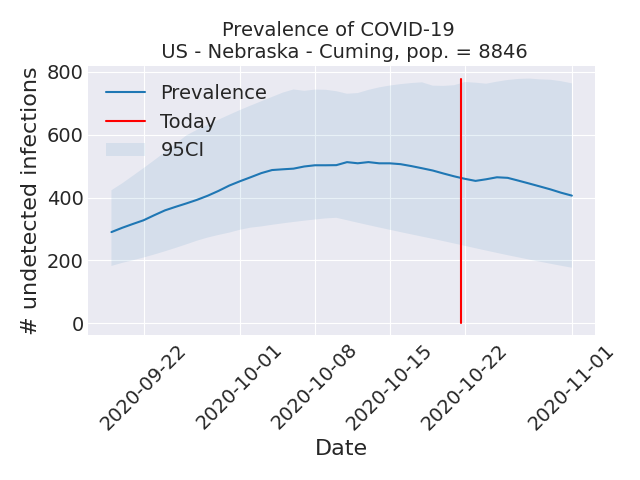 Prevalence of COVID-19
US - Nebraska - Cuming, pop. = 8846
# undetected infections
800
600
400
200
0
Prevalence
Today
95CI
2020-09-22
2020-10-01
2020-10-08
2020-10-15
2020-10-22
2020-11-01
Date